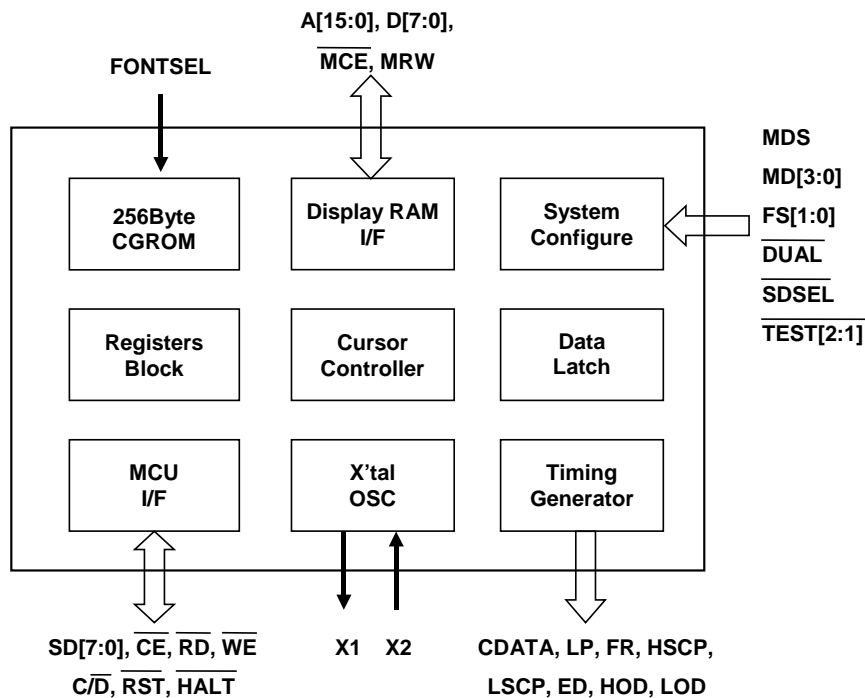 A[15:0], D[7:0],
MCE, MRW
FONTSEL
MDS
MD[3:0]
FS[1:0]
DUAL
SDSEL
TEST[2:1]
256Byte
CGROM
Display RAM
I/F
System
Configure
Registers
Block
Cursor
Controller
Data
Latch
MCU
I/F
X'tal
OSC
Timing
Generator
SD[7:0], CE, RD, WE
C/D, RST, HALT
X1
X2
CDATA, LP, FR, HSCP,
LSCP, ED, HOD, LOD